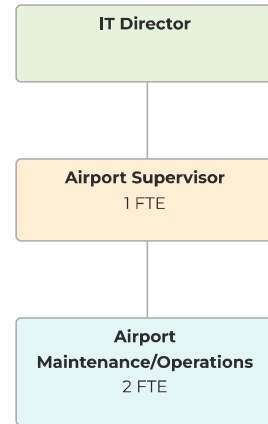 IT Director
Airport Supervisor
1 FTE
Airport
Maintenance/Operations
2 FTE